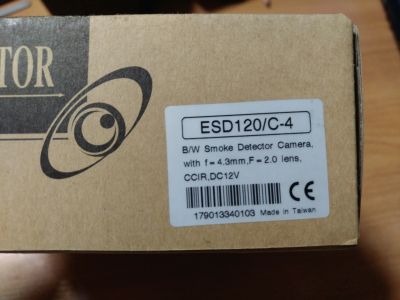 TOR
ESD120/C-4
B/W Smoke Detector Camera,
with f=4.3mm,F=2.0 lens,
CCIR,DC12V
CE
179013340103 Made in Taiwan